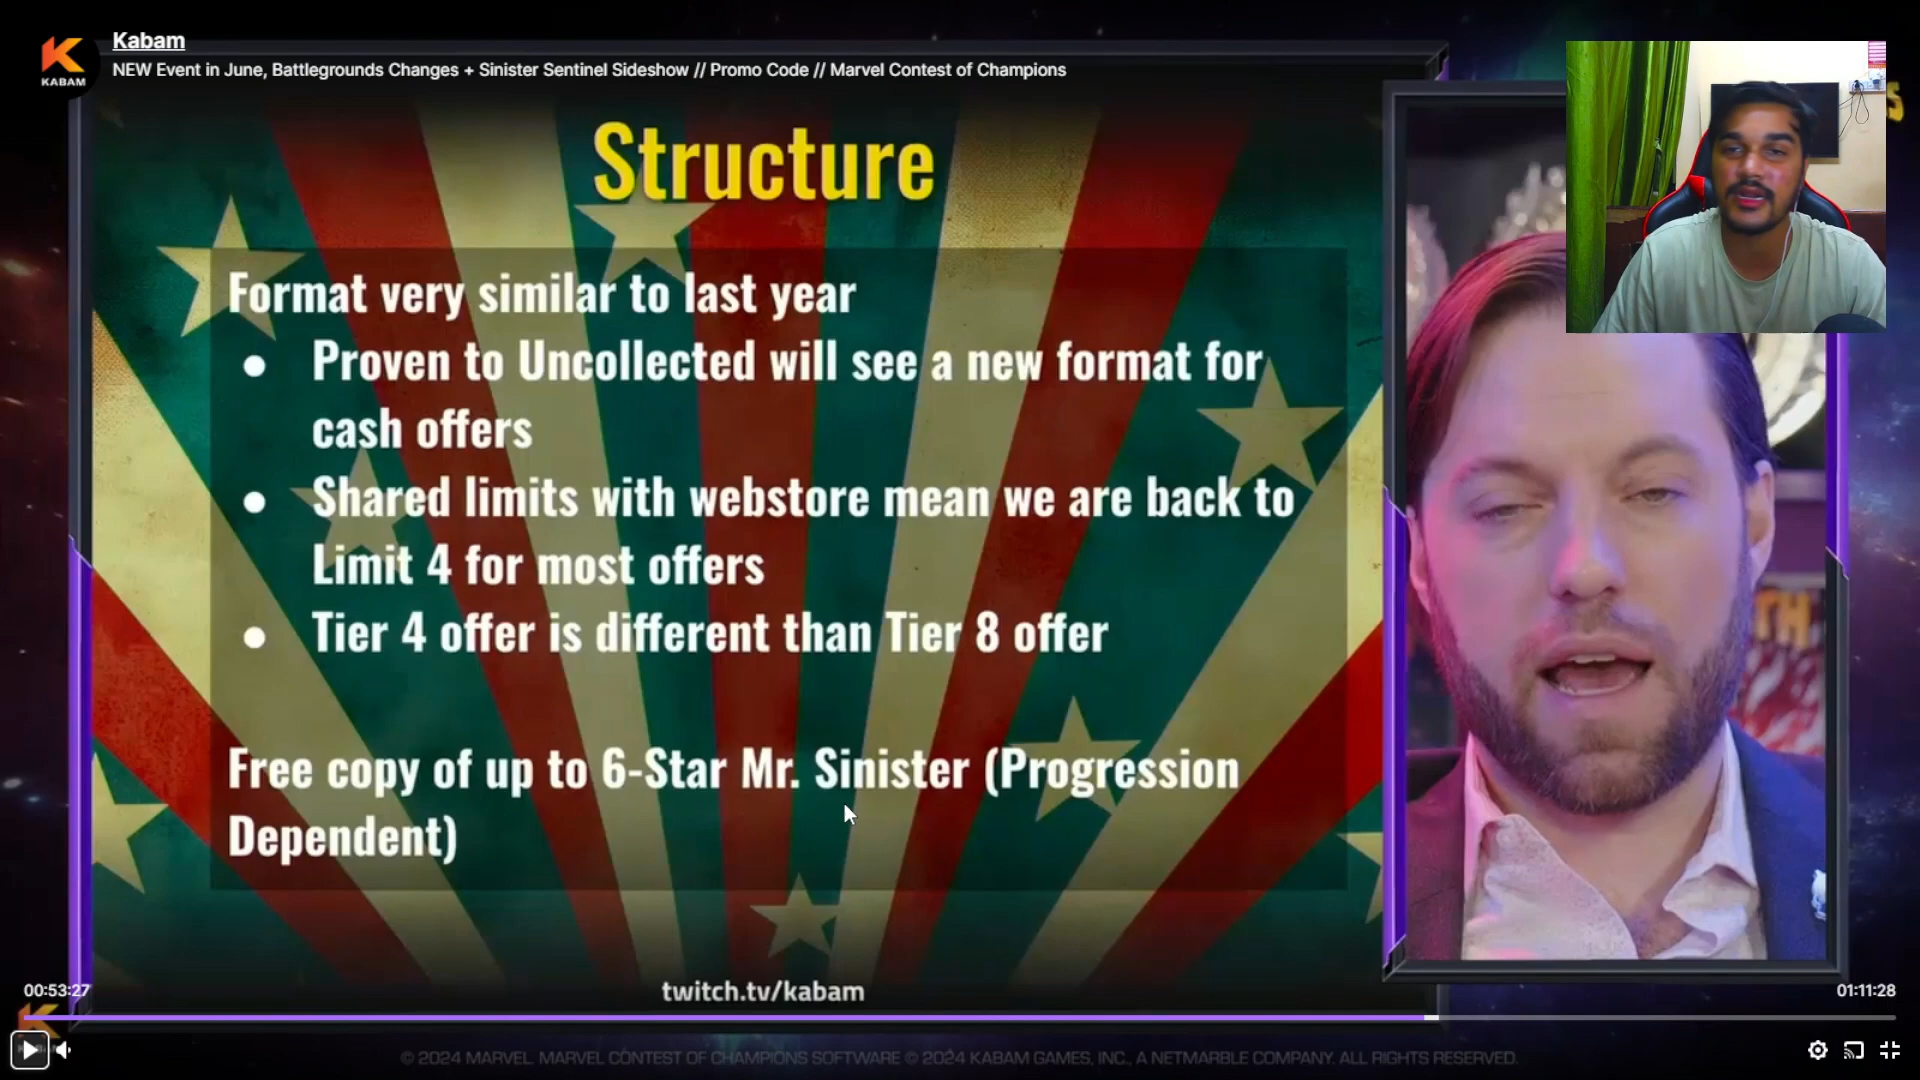 Kabam
KABAM
NEW Event in June, Battlegrounds Changes + Sinister Sentinel Sideshow // Promo Code // Marvel Contest of Champions
Structure
Format very similar to last year
● Proven to Uncollected will see a new format for
cash offers
● Shared limits with webstore mean we are back to
Limit 4 for most offers
● Tier 4 offer is different than Tier 8 offer
Free copy of up to 6-Star Mr. Sinister (Progression
Dependent)
twitch.tv/kabam
00:53:27
01:11:28
© 2024 MARVEL. MARVEL CONTEST OF CHAMPIONS SOFTWARE © 2024 KABAM GAMES, INC., A NETMARBLE COMPANY. ALL RIGHTS RESERVED.